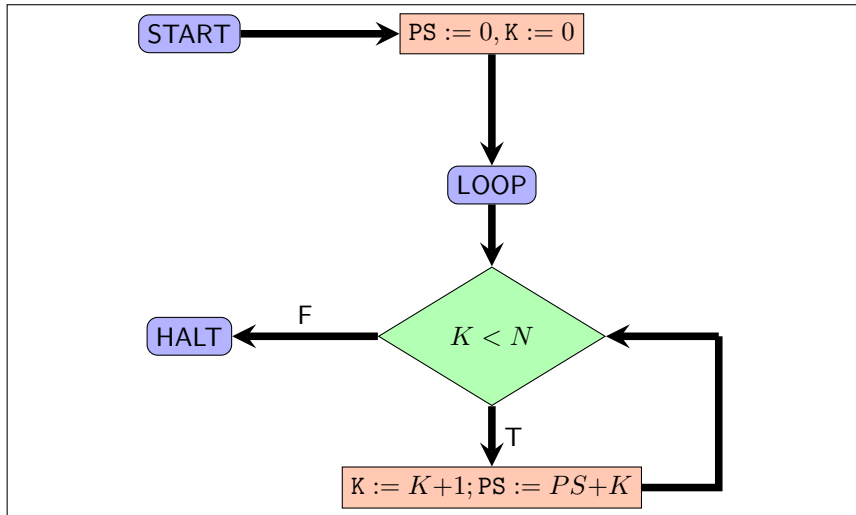 START
PS := 0, K := 0
LOOP
K < N
F
HALT
T
K := K+1; PS := PS+K